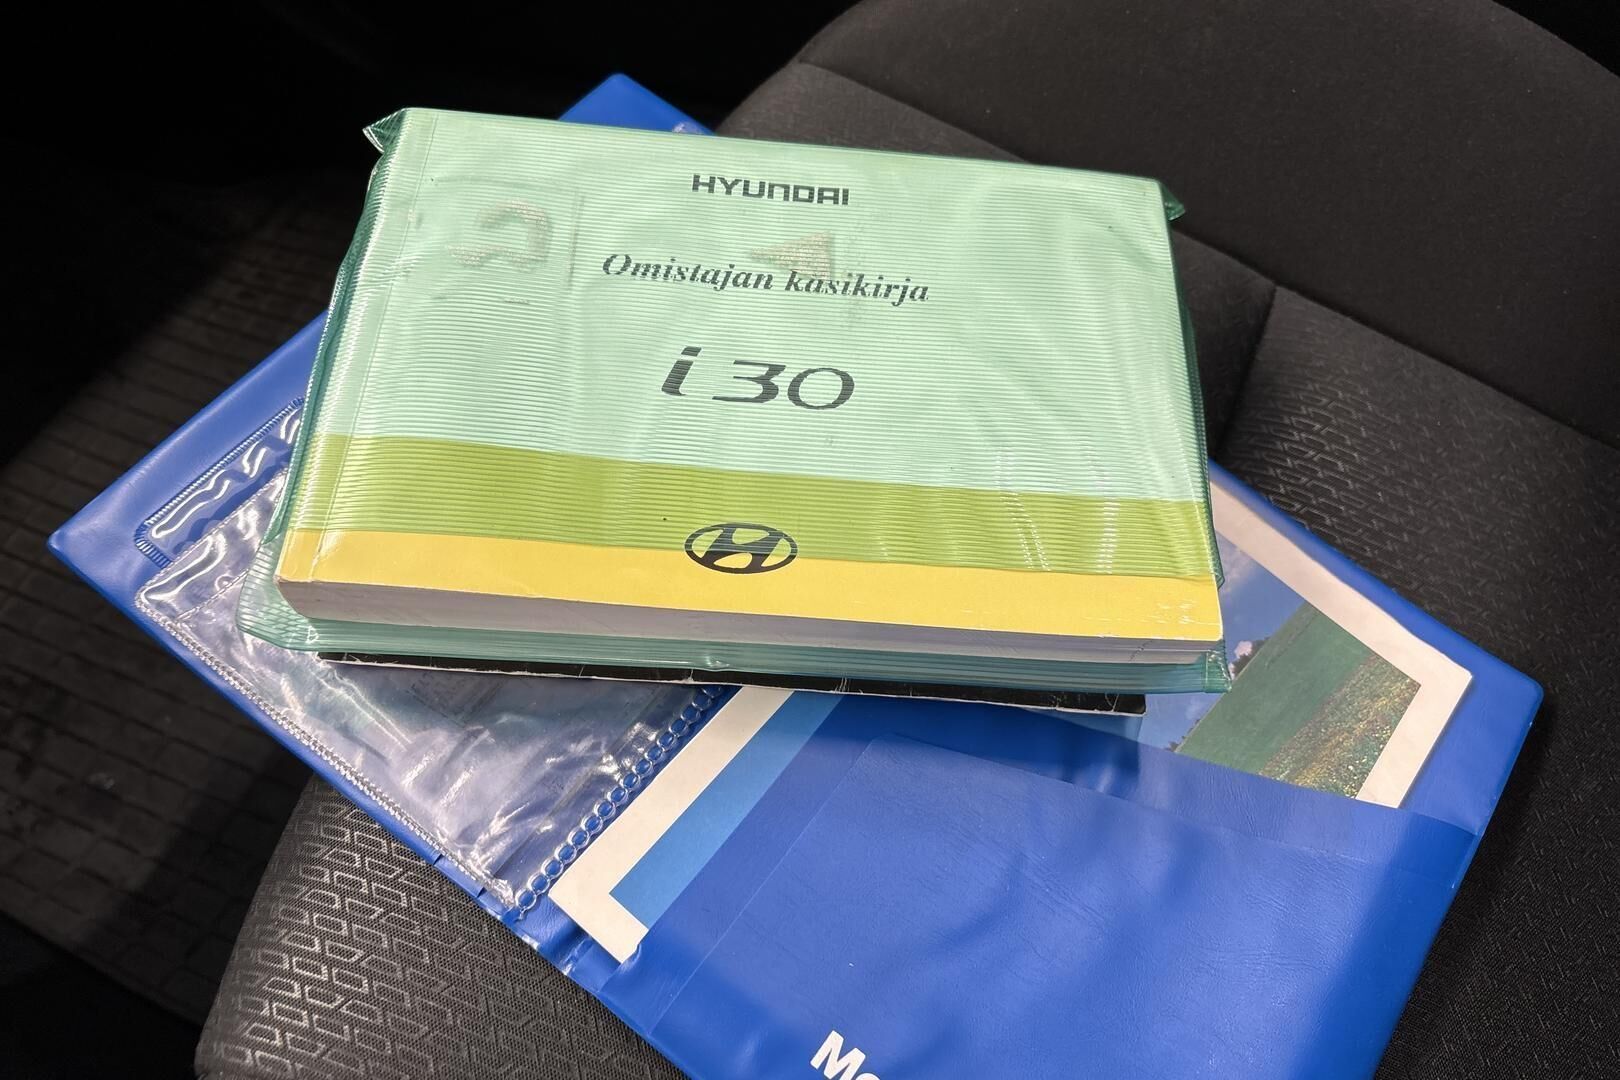 HYUNDAI
Omistajan käsikirja
i30